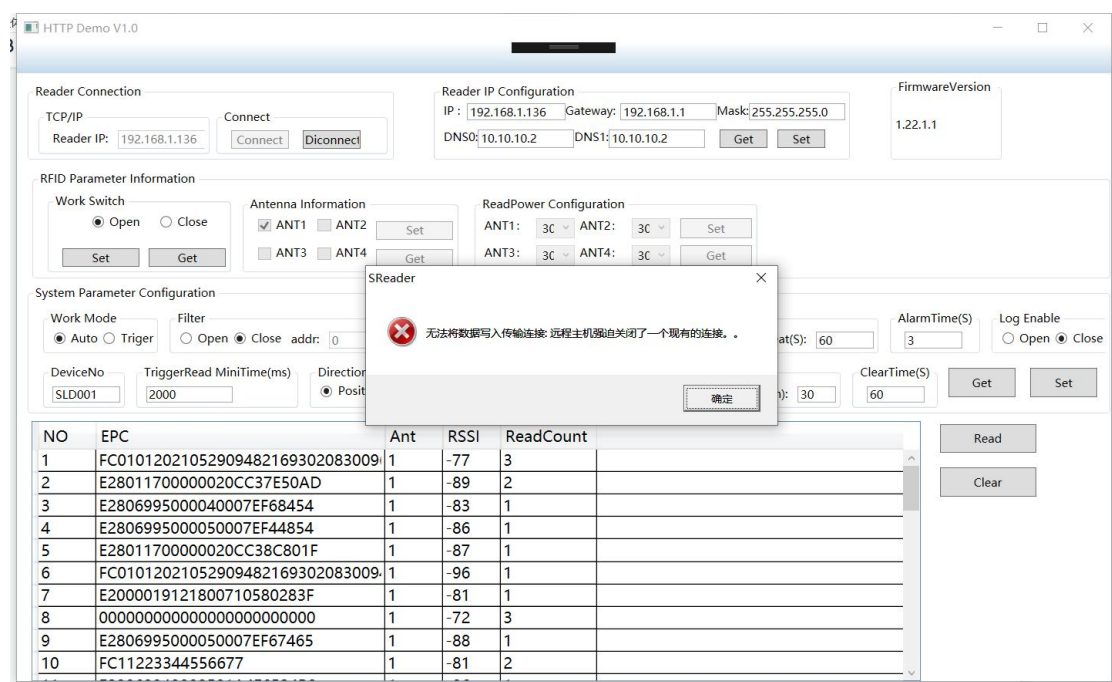 HTTP Demo V1.0
Reader Connection
TCP/IP
Reader IP: 192.168.1.136
Connect
Connect Diconnect
Reader IP Configuration
IP : 192.168.1.136 Gateway: 192.168.1.1 Mask: 255.255.255.0
DNS0: 10.10.10.2 DNS1: 10.10.10.2 Get Set
FirmwareVersion
1.22.1.1
RFID Parameter Information
Work Switch
Open Close
Set Get
Antenna Information
ANT1 ANT2 Set
ANT3 ANT4 Get
ReadPower Configuration
ANT1: ANT2: Set
ANT3: ANT4: Get
SReader
无法将数据写入传输连接: 远程主机强迫关闭了一个现有的连接。。
确定
System Parameter Configuration
Work Mode
Auto Triger
Filter
Open Close addr: 0
at(S): 60
AlarmTime(S)
3
Log Enable
Open Close
DeviceNo
SLD001
TriggerRead MiniTime(ms)
2000
Direction
Posit
): 30
ClearTime(S)
60
Get Set
NO EPC Ant RSSI ReadCount
1 FC01012021052909482169302083009 1 -77 3
2 E28011700000020CC37E50AD 1 -89 2
3 E2806995000040007EF68454 1 -83 1
4 E2806995000050007EF44854 1 -86 1
5 E28011700000020CC38C801F 1 -87 1
6 FC01012021052909482169302083009 1 -96 1
7 E2000019121800710580283F 1 -81 1
8 000000000000000000000000 1 -72 3
9 E2806995000050007EF67465 1 -88 1
10 FC11223344556677 1 -81 2
Read
Clear